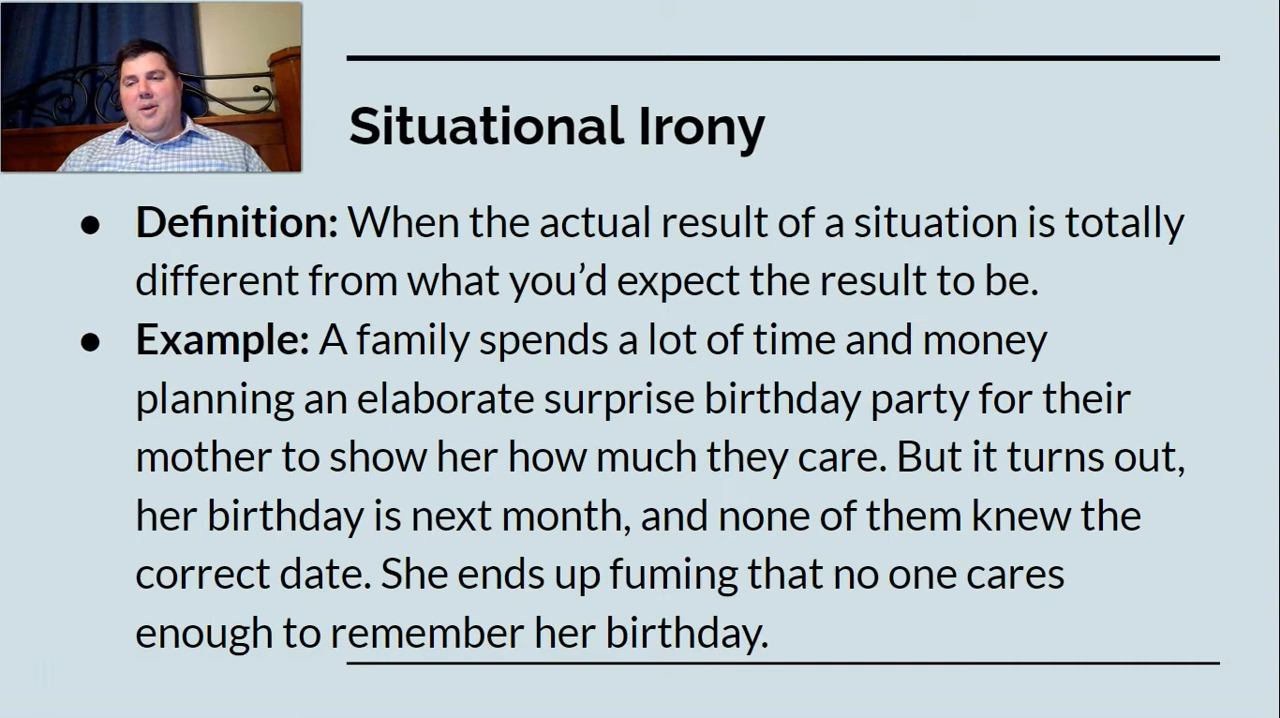 Situational Irony
● Definition: When the actual result of a situation is totally
different from what you’d expect the result to be.
● Example: A family spends a lot of time and money
planning an elaborate surprise birthday party for their
mother to show her how much they care. But it turns out,
her birthday is next month, and none of them knew the
correct date. She ends up fuming that no one cares
enough to remember her birthday.